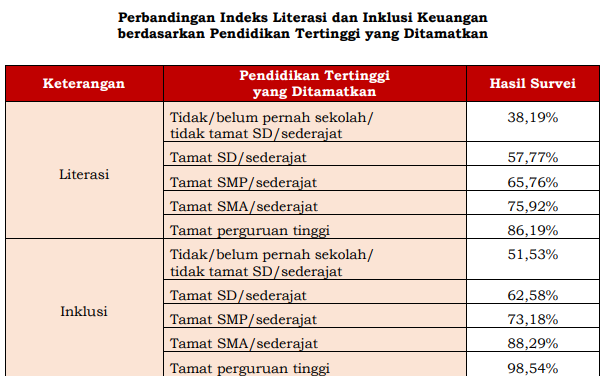 Perbandingan Indeks Literasi dan Inklusi Keuangan
berdasarkan Pendidikan Tertinggi yang Ditamatkan
Keterangan
Pendidikan Tertinggi
yang Ditamatkan
Hasil Survei
Literasi
Tidak/belum pernah sekolah/
tidak tamat SD/sederajat
38,19%
Tamat SD/sederajat
57,77%
Tamat SMP/sederajat
65,76%
Tamat SMA/sederajat
75,92%
Tamat perguruan tinggi
86,19%
Inklusi
Tidak/belum pernah sekolah/
tidak tamat SD/sederajat
51,53%
Tamat SD/sederajat
62,58%
Tamat SMP/sederajat
73,18%
Tamat SMA/sederajat
88,29%
Tamat perguruan tinggi
98,54%